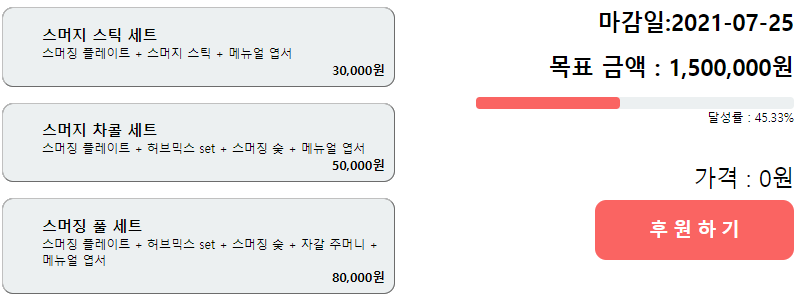 스머지 스틱 세트
스머징 플레이트 + 스머지 스틱 + 메뉴얼 엽서
30,000원
스머지 차콜 세트
스머징 플레이트 + 허브믹스 set + 스머징 숯 + 메뉴얼 엽서
50,000원
스머징 풀 세트
스머징 플레이트 + 허브믹스 set + 스머징 숯 + 자갈 주머니 +
메뉴얼 엽서
80,000원
마감일:2021-07-25
목표 금액 : 1,500,000원
달성률 : 45.33%
가격 : 0원
후원하기